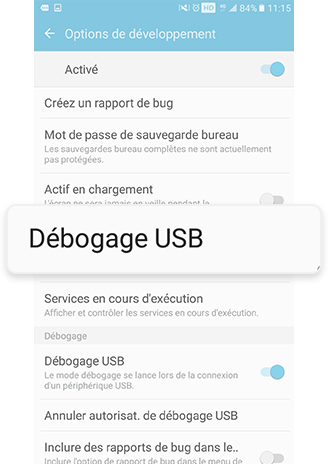 HD 4G 84% 11:15
Options de développement
Activé
Créez un rapport de bug
Mot de passe de sauvegarde bureau
Les sauvegardes bureau complètes ne sont actuellement
pas protégées.
Actif en chargement
L'écran ne sera jamais en veille pendant le
Débogage USB
Services en cours d'exécution
Afficher et contrôler les services en cours d'exécution.
Débogage
Débogage USB
Le mode débogage se lance lors de la connexion
d'un périphérique USB.
Annuler autorisat. de débogage USB
Inclure des rapports de bug dans le..
Inclure l'option de rapport de bug dans le menu de